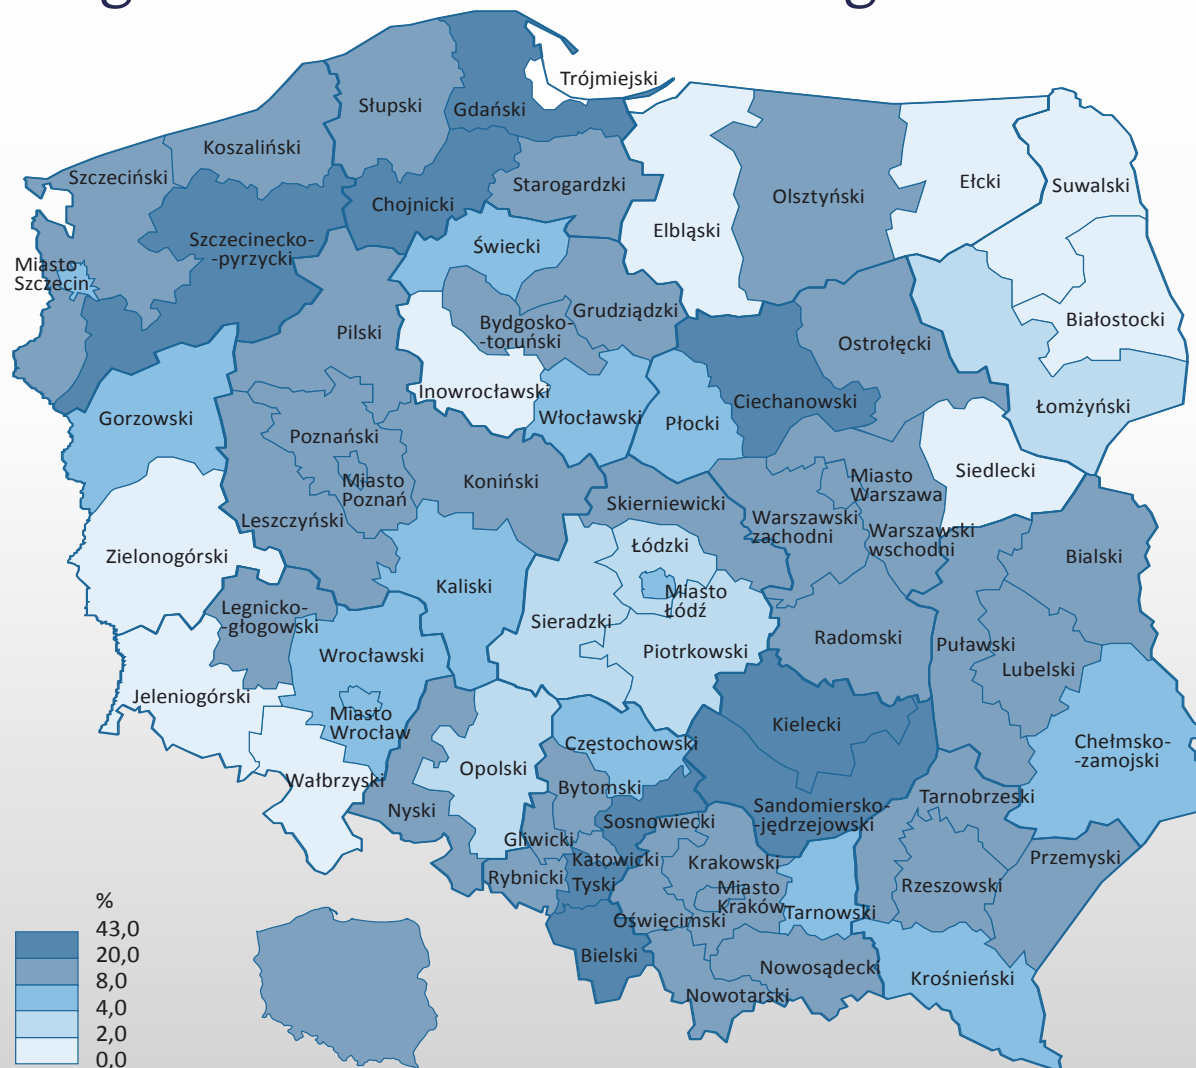 Trójmiejski
Słupski
Gdański
Koszaliński
Szczeciński
Starogardzki
Ełcki
Suwalski
Chojnicki
Olsztyński
Elbląski
Szczecinecko-
-pyrzycki
Świecki
Miasto
Szczecin
Grudziądzki
Białostocki
Bydgosko-
-toruński
Pilski
Ostrołęcki
Inowrocławski
Ciechanowski
Łomżyński
Gorzowski
Włocławski
Płocki
Poznański
Siedlecki
Miasto
Poznań
Koniński
Miasto
Warszawa
Skierniewicki
Leszczyński
Warszawski
zachodni
Warszawski
wschodni
Zielonogórski
Łódzki
Bialski
Kaliski
Miasto
Łódź
Legnicko-
-głogowski
Sieradzki
Radomski
Puławski
Wrocławski
Piotrkowski
Lubelski
Jeleniogórski
Miasto
Wrocław
Kielecki
Częstochowski
Chełmsko-
-zamojski
Opolski
Wałbrzyski
Bytomski
Tarnobrzeski
Nyski
Sandomiersko-
-jędrzejowski
Sosnowiecki
Gliwicki
Katowicki
Krakowski
Przemyski
Rybnicki
Tyski
Miasto
Kraków
Rzeszowski
Oświęcimski
Tarnowski
Bielski
Nowosądecki
Krośnieński
Nowotarski
%
43,0
20,0
8,0
4,0
2,0
0,0